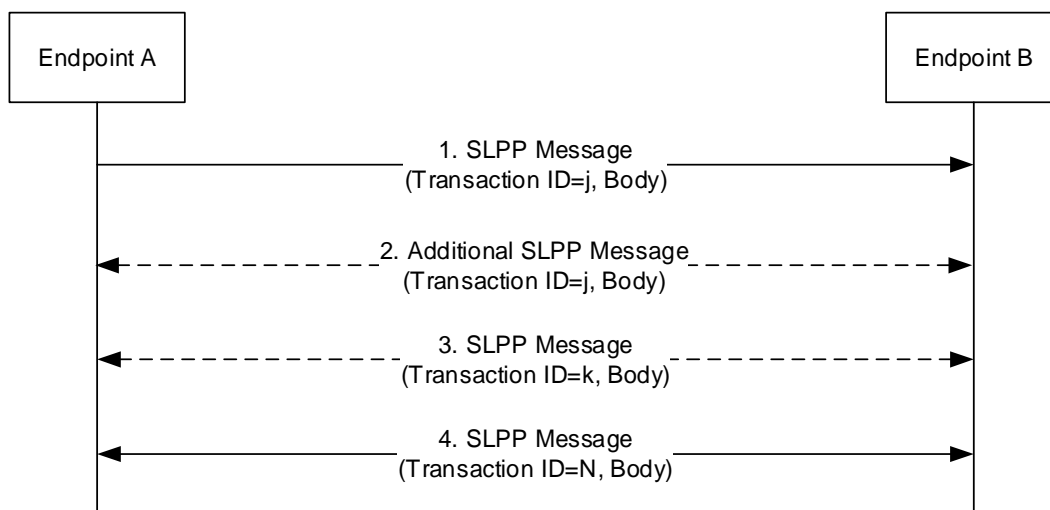 Endpoint A
Endpoint B
1. SLPP Message
(Transaction ID=j, Body)
2. Additional SLPP Message
(Transaction ID=j, Body)
3. SLPP Message
(Transaction ID=k, Body)
4. SLPP Message
(Transaction ID=N, Body)